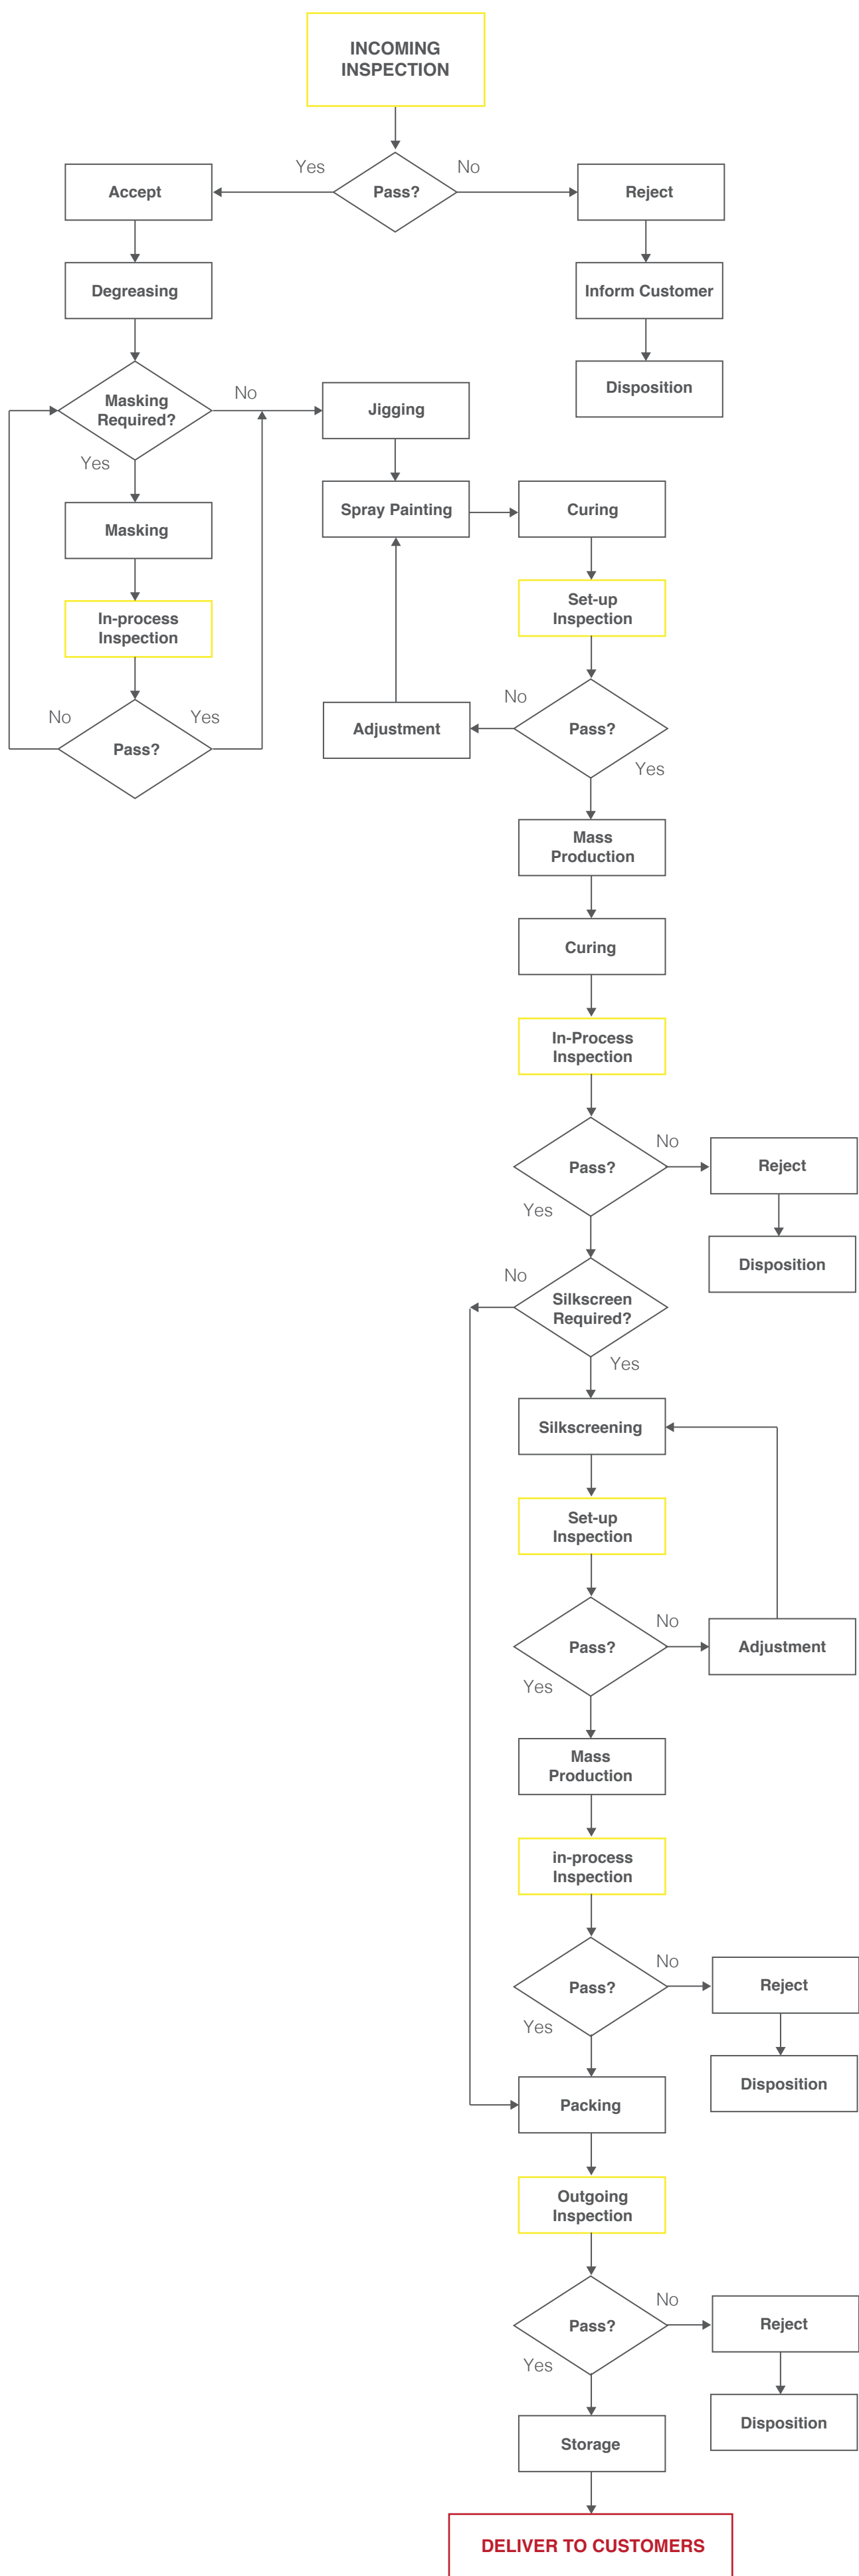 INCOMING
INSPECTION
Yes
No
Accept
Pass?
Reject
Degreasing
Inform Customer
Masking
Required?
No
Jigging
Disposition
Yes
Masking
Spray Painting
Curing
In-process
Inspection
Set-up
Inspection
No
Yes
Pass?
Adjustment
No
Pass?
Yes
Mass
Production
Curing
In-Process
Inspection
Pass?
No
Reject
Yes
Disposition
No
Silkscreen
Required?
Yes
Silkscreening
Set-up
Inspection
Pass?
No
Adjustment
Yes
Mass
Production
in-process
Inspection
Pass?
No
Reject
Yes
Disposition
Packing
Outgoing
Inspection
Pass?
No
Reject
Yes
Disposition
Storage
DELIVER TO CUSTOMERS